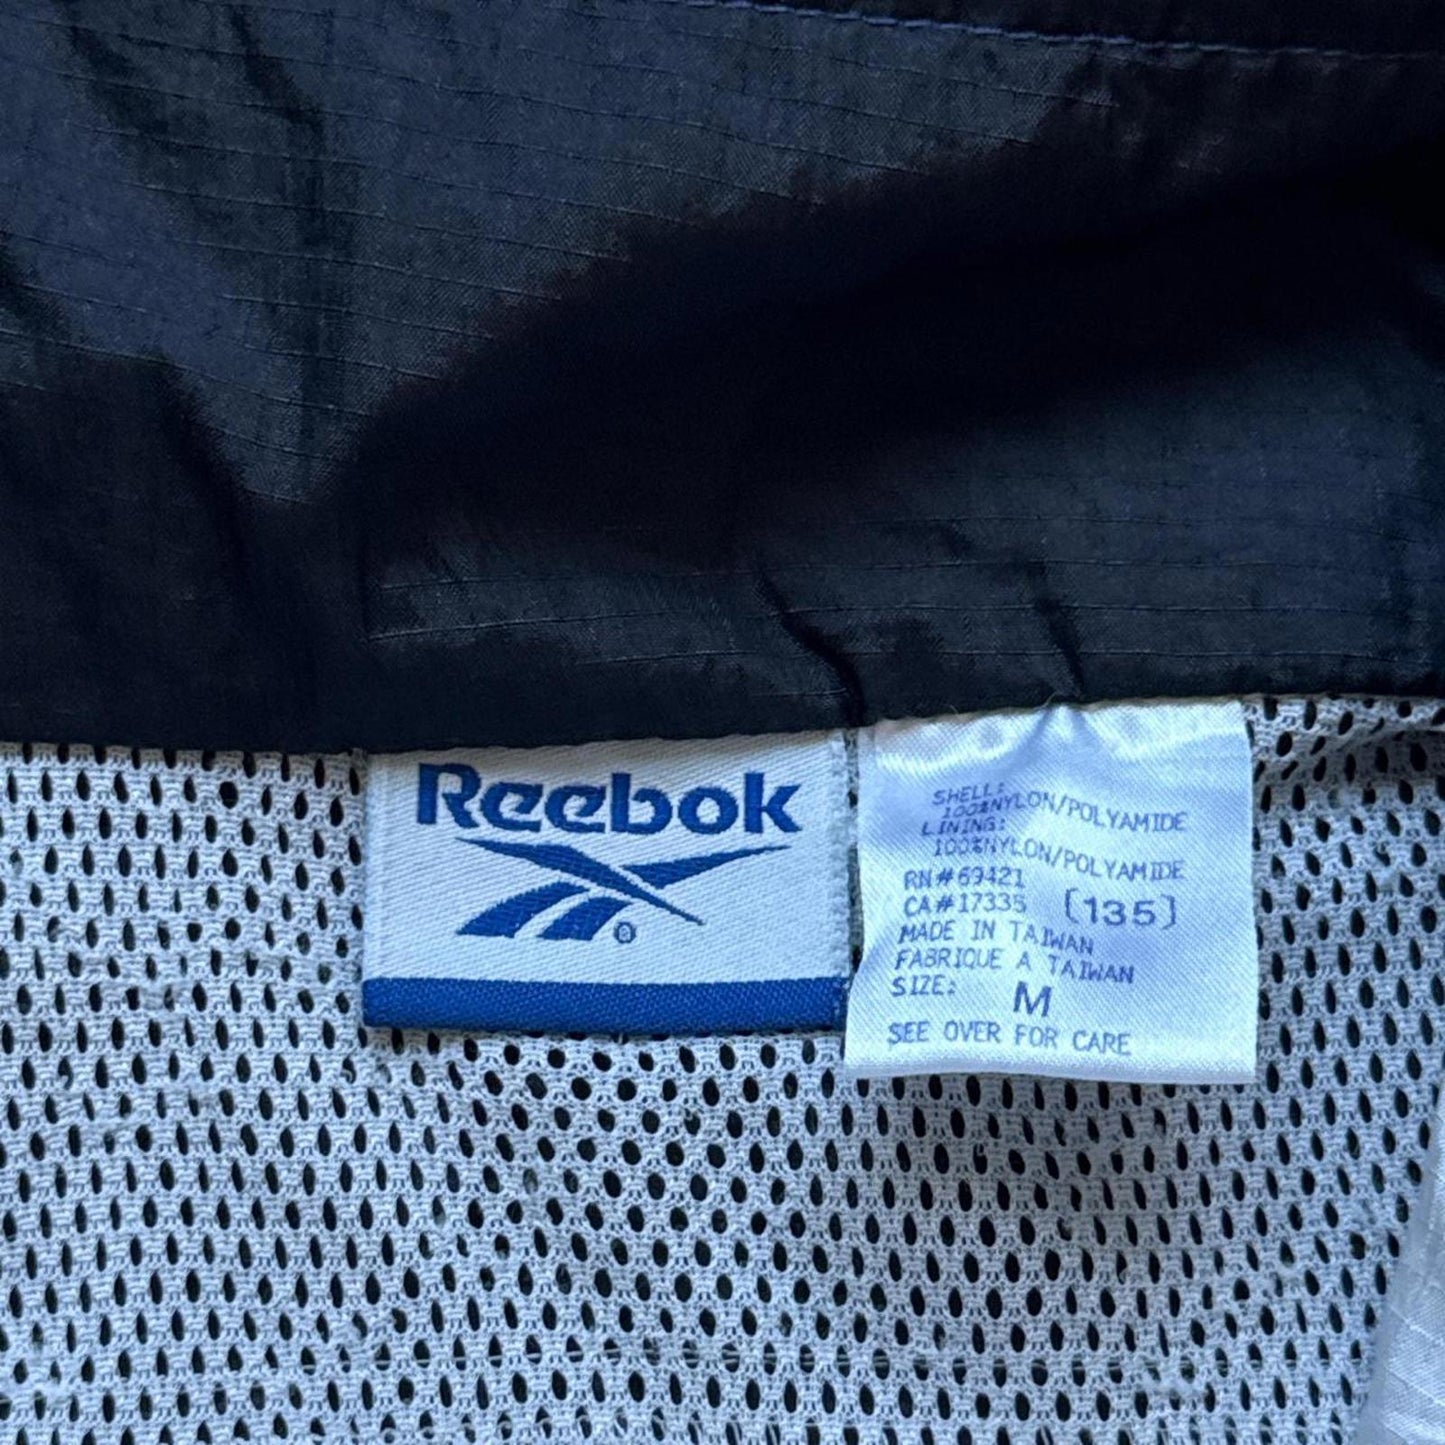 Reebok
®
SHELL:
100%NYLON/POLYAMIDE
LINING:
100%NYLON/POLYAMIDE
RN#69421
CA#17335 [135]
MADE IN TAIWAN
FABRIQUE A TAIWAN
SIZE: M
SEE OVER FOR CARE